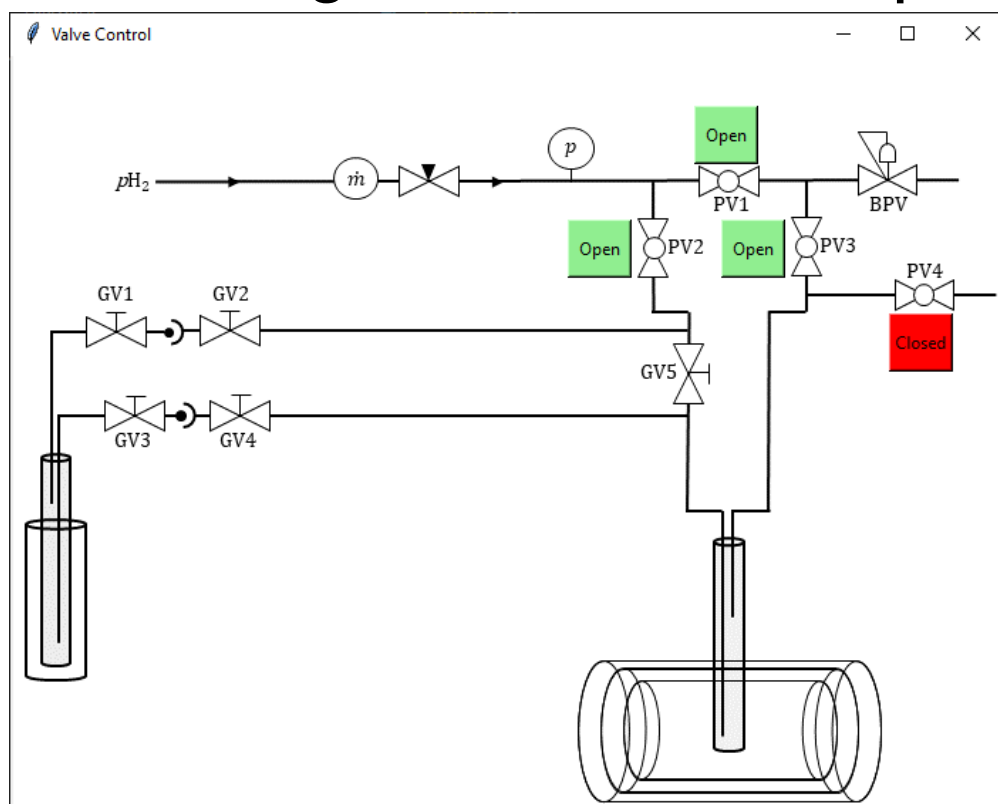 Valve Control
Open
p
pH₂
ṁ
PV1
BPV
Open
PV2
Open
PV3
PV4
GV1
GV2
Closed
GV5
GV3
GV4